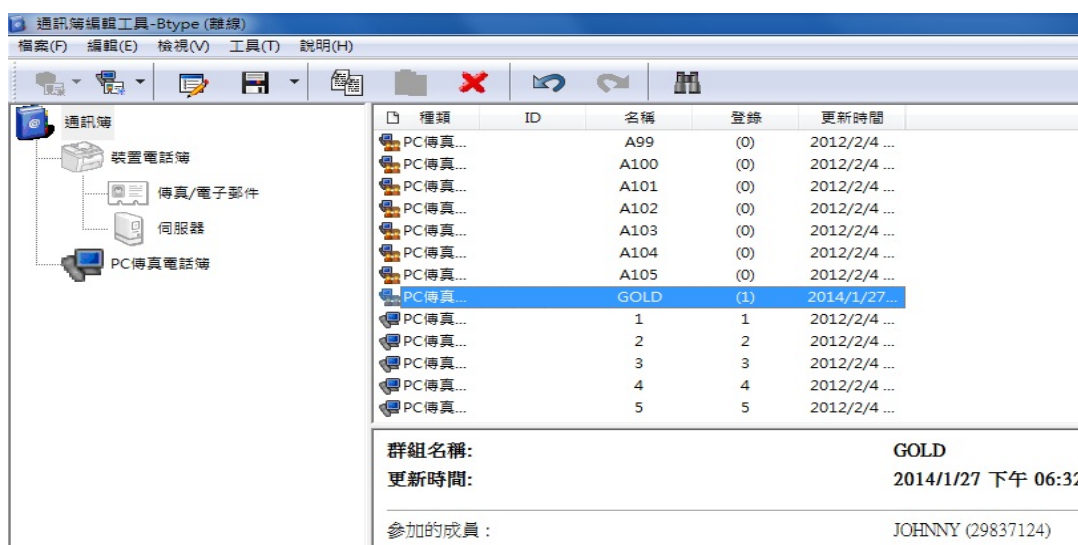 通訊簿編輯工具-Btype (離線)
檔案(F) 編輯(E) 檢視(V) 工具(T) 說明(H)
通訊簿
裝置電話簿
傳真/電子郵件
伺服器
PC傳真電話簿
種類 ID 名稱 登錄 更新時間
PC傳真... A99 (0) 2012/2/4 ...
PC傳真... A100 (0) 2012/2/4 ...
PC傳真... A101 (0) 2012/2/4 ...
PC傳真... A102 (0) 2012/2/4 ...
PC傳真... A103 (0) 2012/2/4 ...
PC傳真... A104 (0) 2012/2/4 ...
PC傳真... A105 (0) 2012/2/4 ...
PC傳真... GOLD (1) 2014/1/27...
PC傳真... 1 1 2012/2/4 ...
PC傳真... 2 2 2012/2/4 ...
PC傳真... 3 3 2012/2/4 ...
PC傳真... 4 4 2012/2/4 ...
PC傳真... 5 5 2012/2/4 ...
群組名稱: GOLD
更新時間: 2014/1/27 下午 06:32
參加的成員 : JOHNNY (29837124)